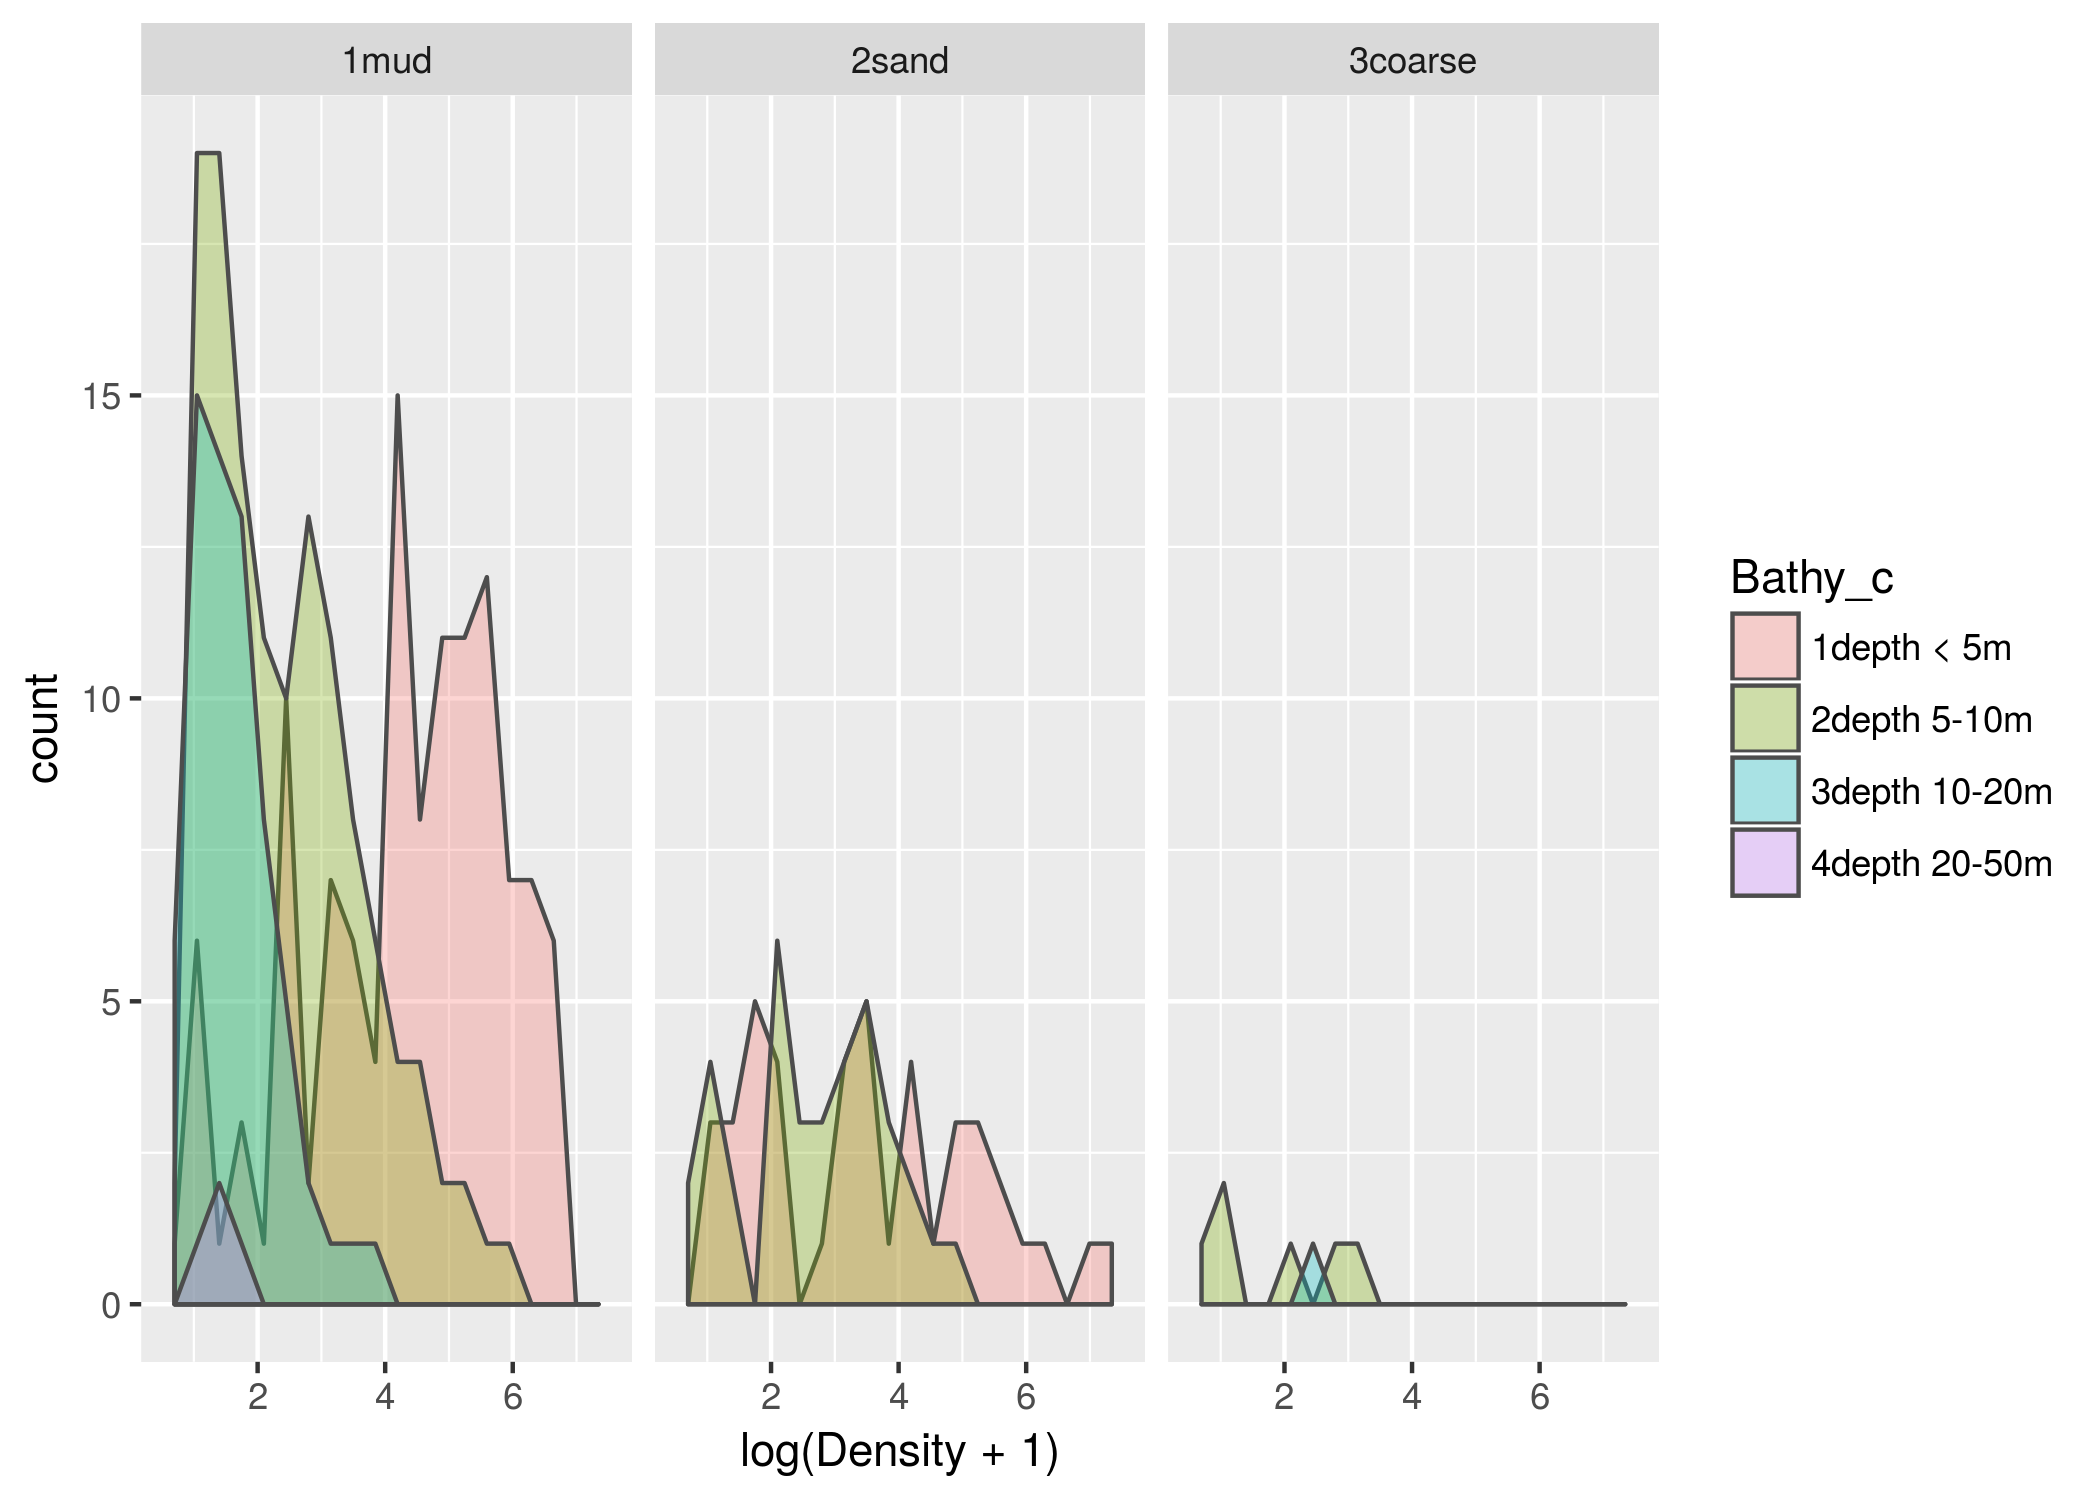 1mud
2sand
3coarse
15
10
5
0
count
2 4 6
2 4 6
2 4 6
log(Density + 1)
Bathy_c
1depth < 5m
2depth 5-10m
3depth 10-20m
4depth 20-50m